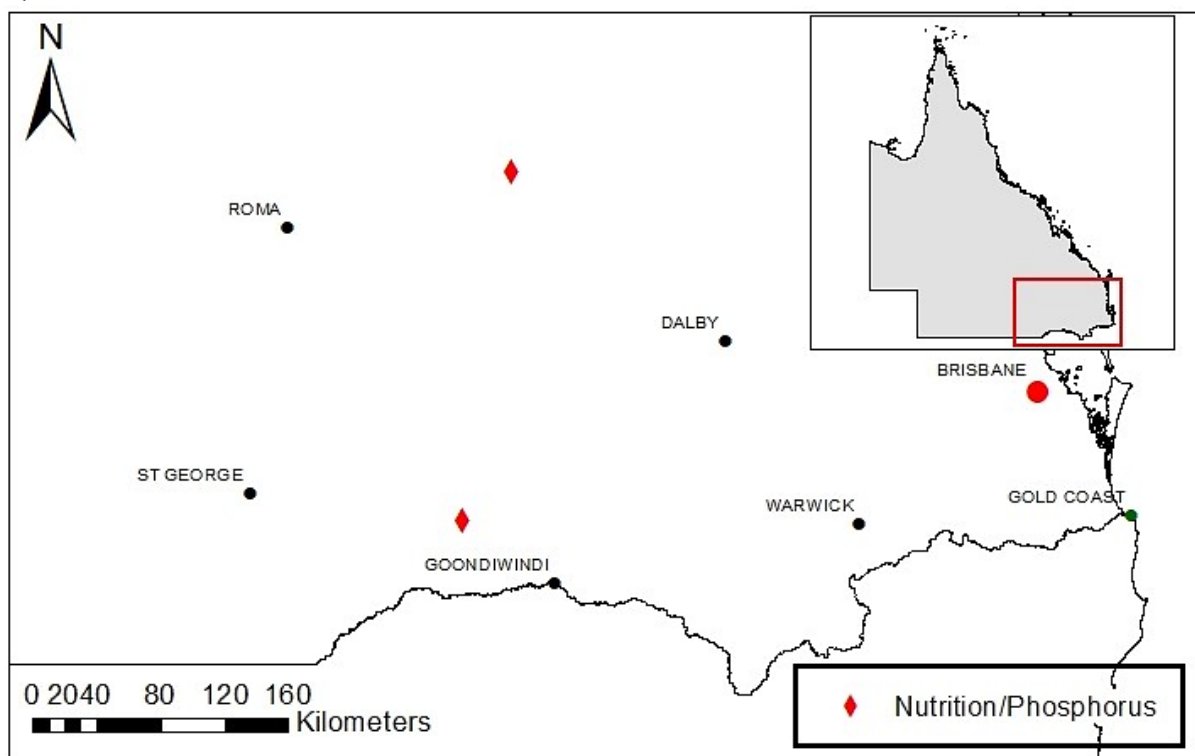 N
ROMA
DALBY
BRISBANE
ST GEORGE
WARWICK
GOLD COAST
GOONDIWINDI
0 2040 80 120 160
Kilometers
Nutrition/Phosphorus